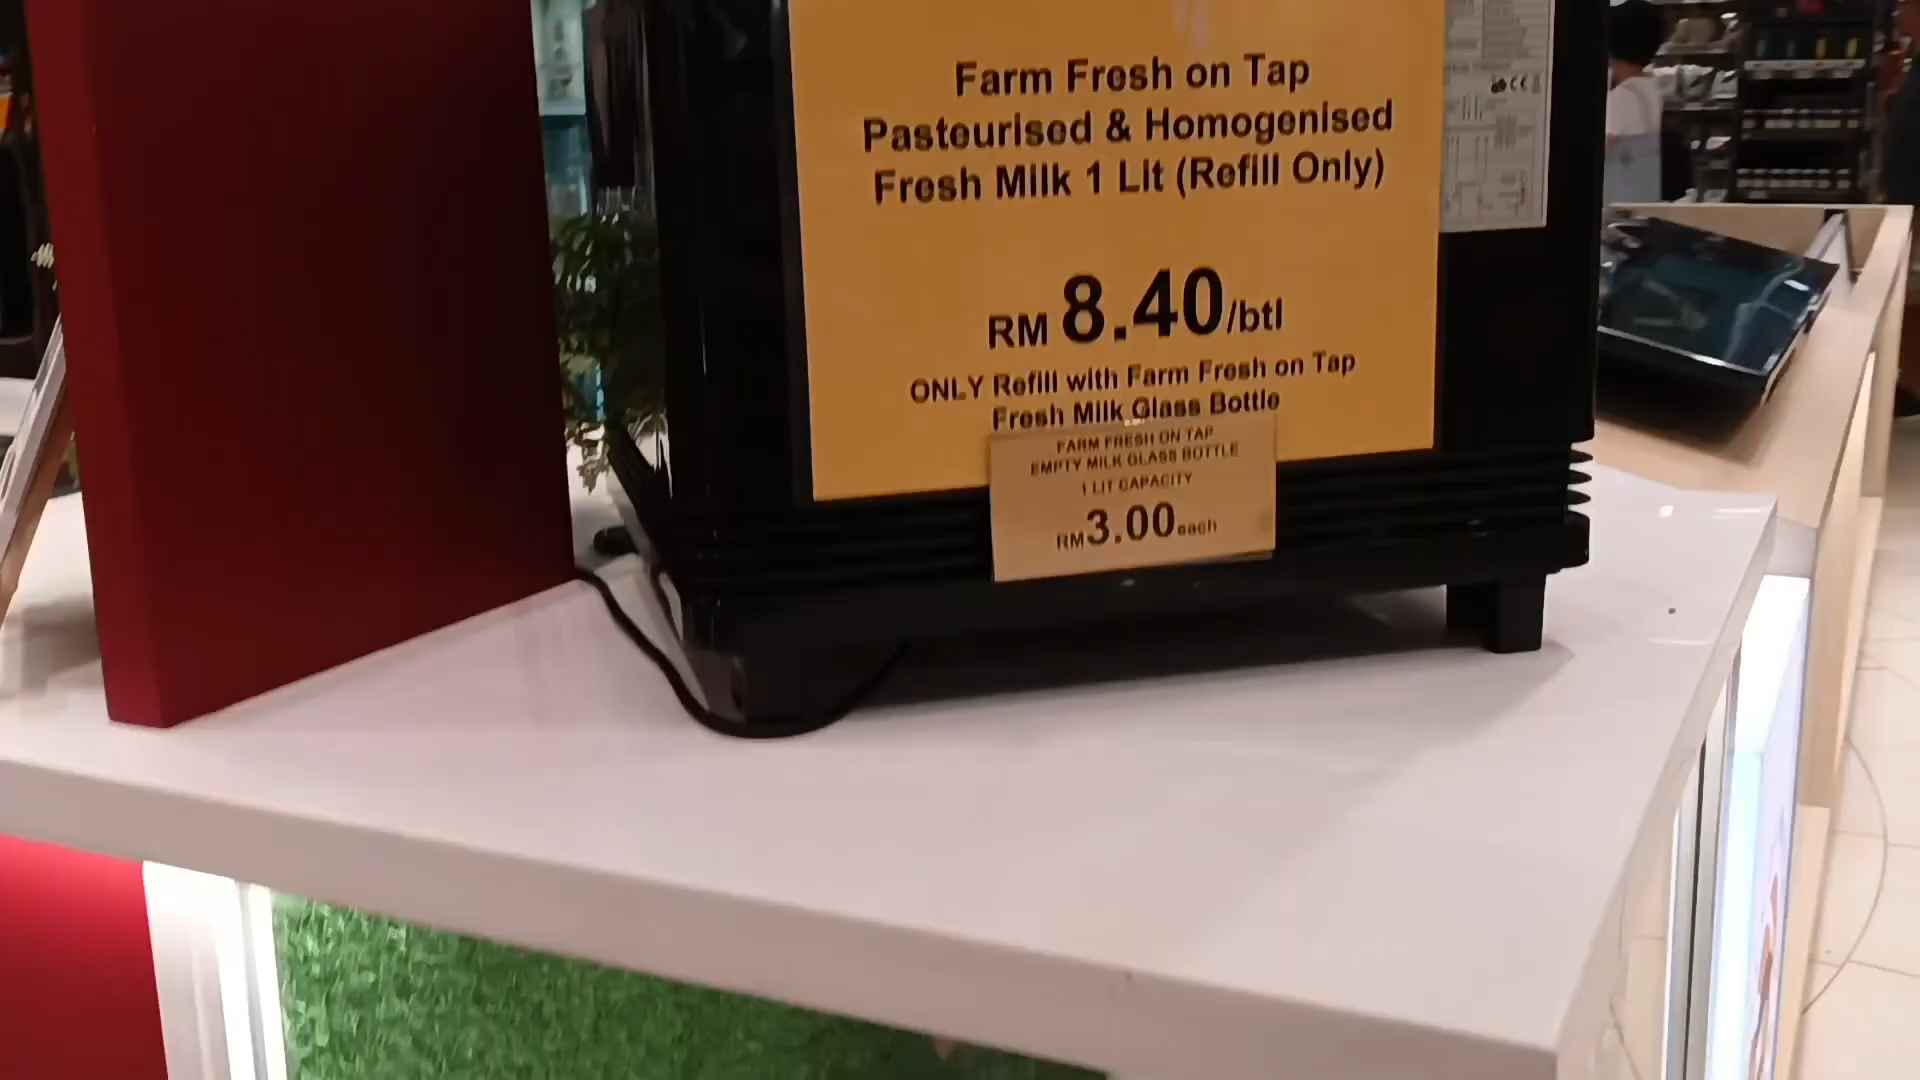 Farm Fresh on Tap
Pasteurised & Homogenised
Fresh Milk 1 Lit (Refill Only)
RM 8.40/btl
ONLY Refill with Farm Fresh on Tap
Fresh Milk Glass Bottle
FARM FRESH ON TAP
EMPTY MILK GLASS BOTTLE
1 LIT CAPACITY
RM3.00each